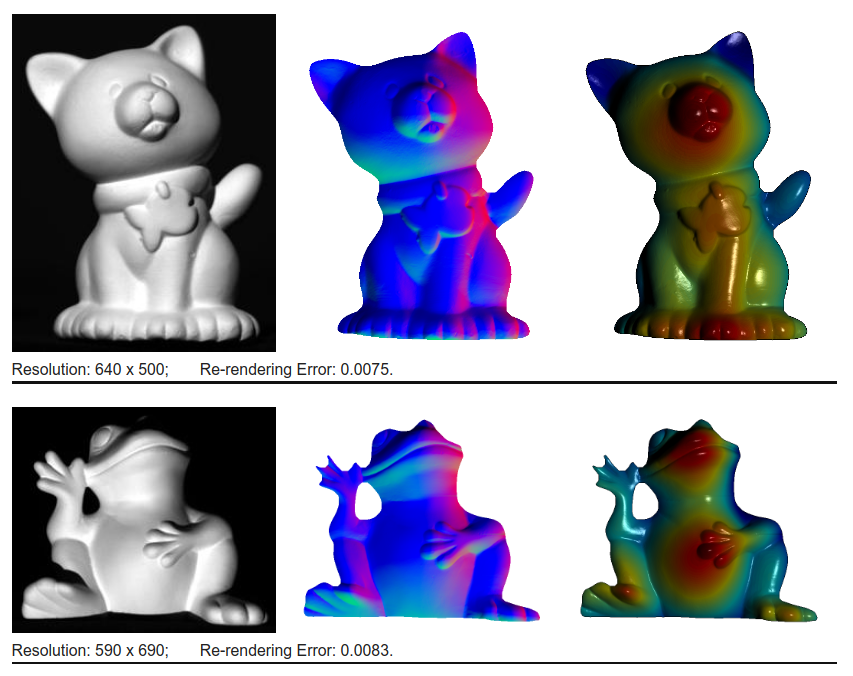 Resolution: 640 x 500; Re-rendering Error: 0.0075.
Resolution: 590 x 690; Re-rendering Error: 0.0083.